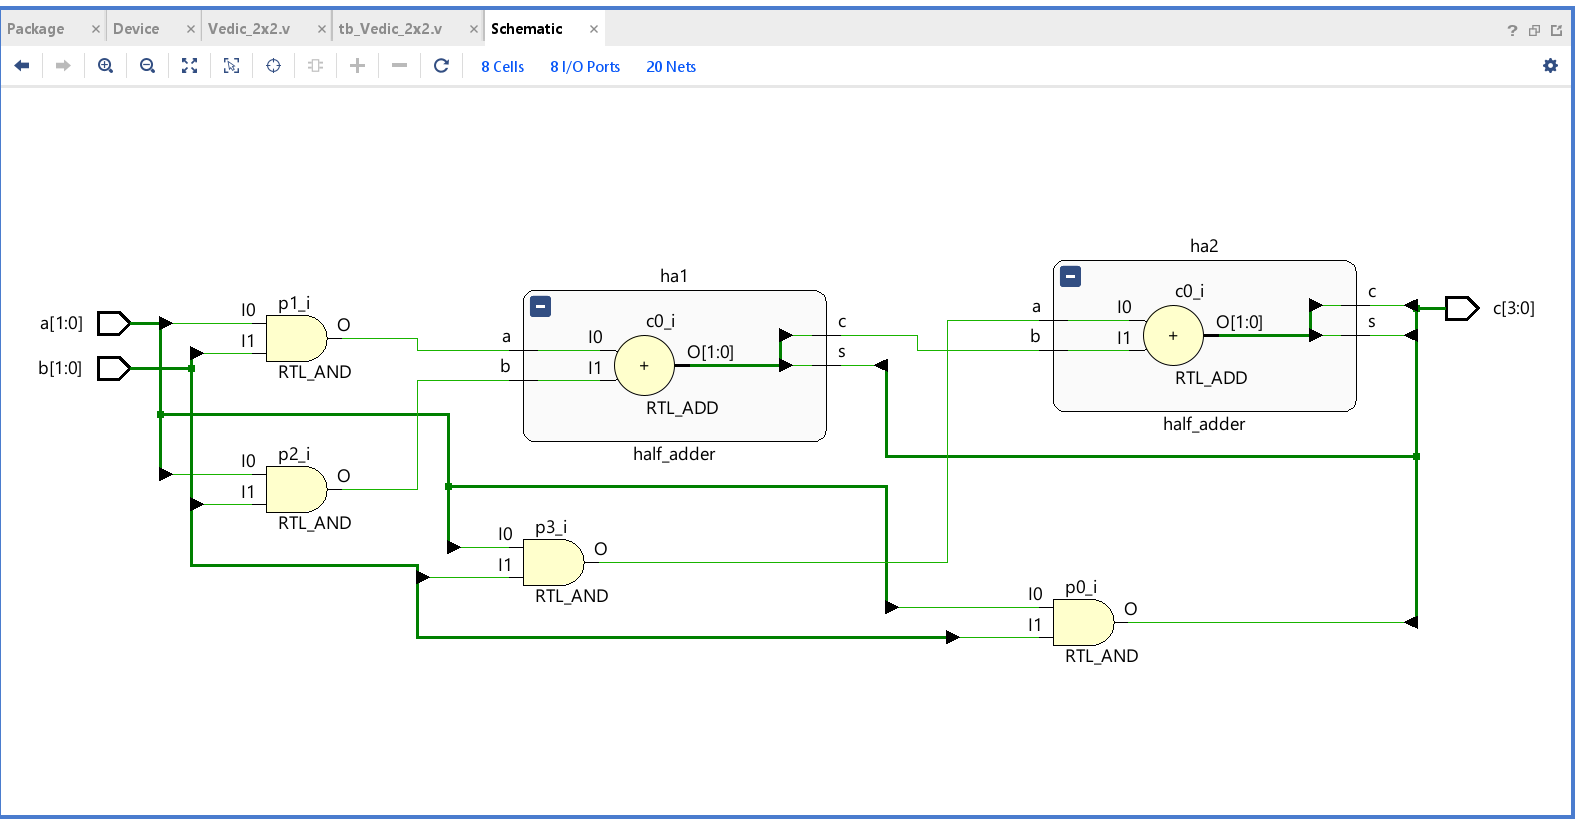 Package × Device × Vedic_2x2.v × tb_Vedic_2x2.v × Schematic × ?
8 Cells 8 I/O Ports 20 Nets
ha2
ha1
c0_i
a I0 O[1:0] c
b I1 + s
RTL_ADD
half_adder
c[3:0]
a[1:0]
b[1:0]
p1_i
I0 O
I1
RTL_AND
c0_i
a I0 O[1:0] c
b I1 + s
RTL_ADD
half_adder
p2_i
I0 O
I1
RTL_AND
p3_i
I0 O
I1
RTL_AND
p0_i
I0 O
I1
RTL_AND